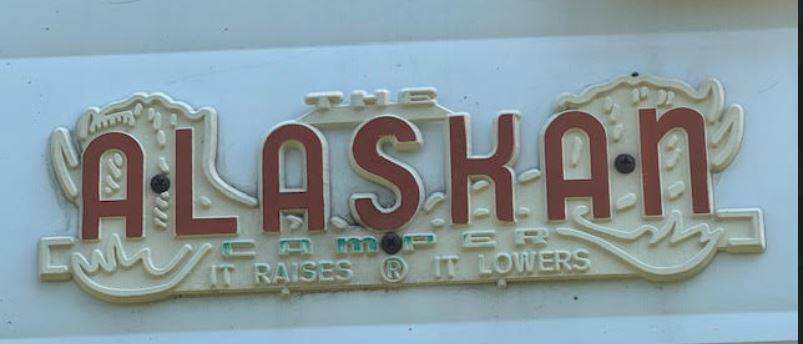 THE
ALASKAN
CAMPER
IT RAISES ® IT LOWERS